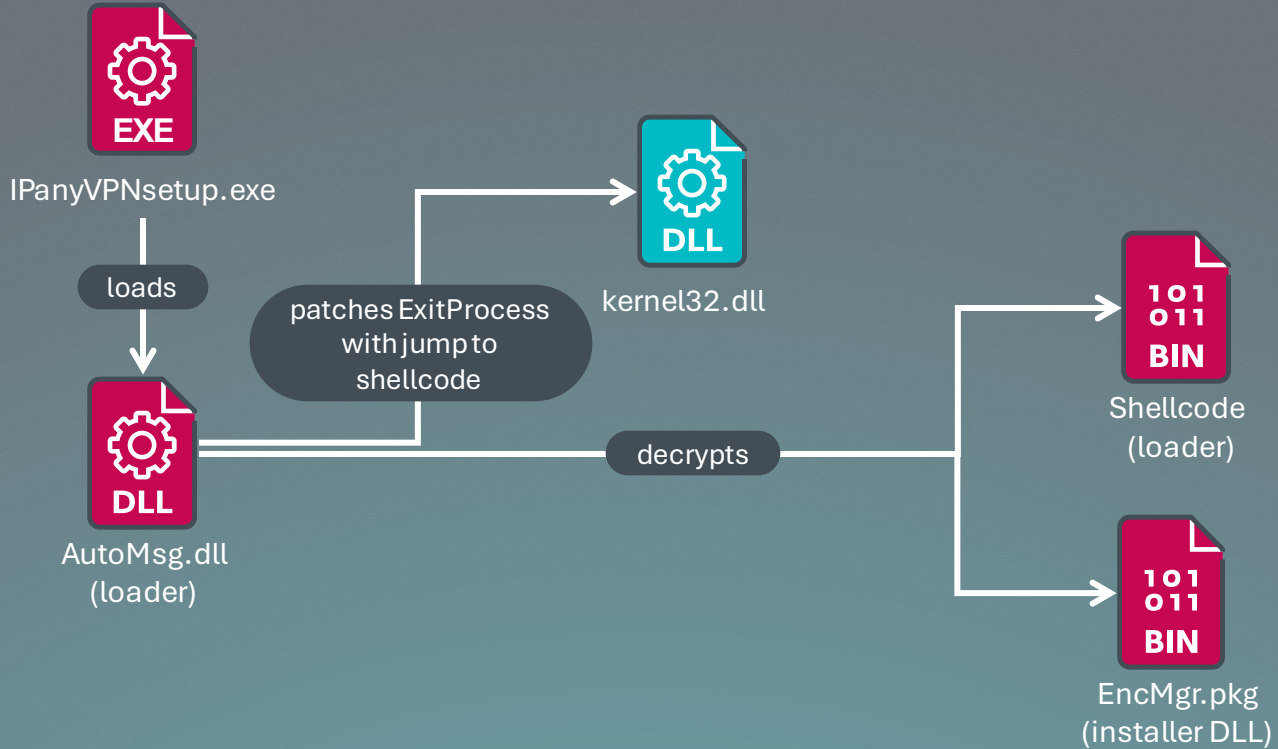 EXE
IPanyVPNsetup.exe
loads
DLL
AutoMsg.dll
(loader)
patches ExitProcess
with jump to
shellcode
DLL
kernel32.dll
decrypts
101
011
BIN
Shellcode
(loader)
101
011
BIN
EncMgr.pkg
(installer DLL)